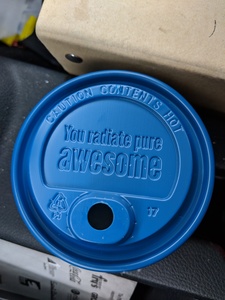 CAUTION CONTENTS HOT
You radiate pure
awesome
17